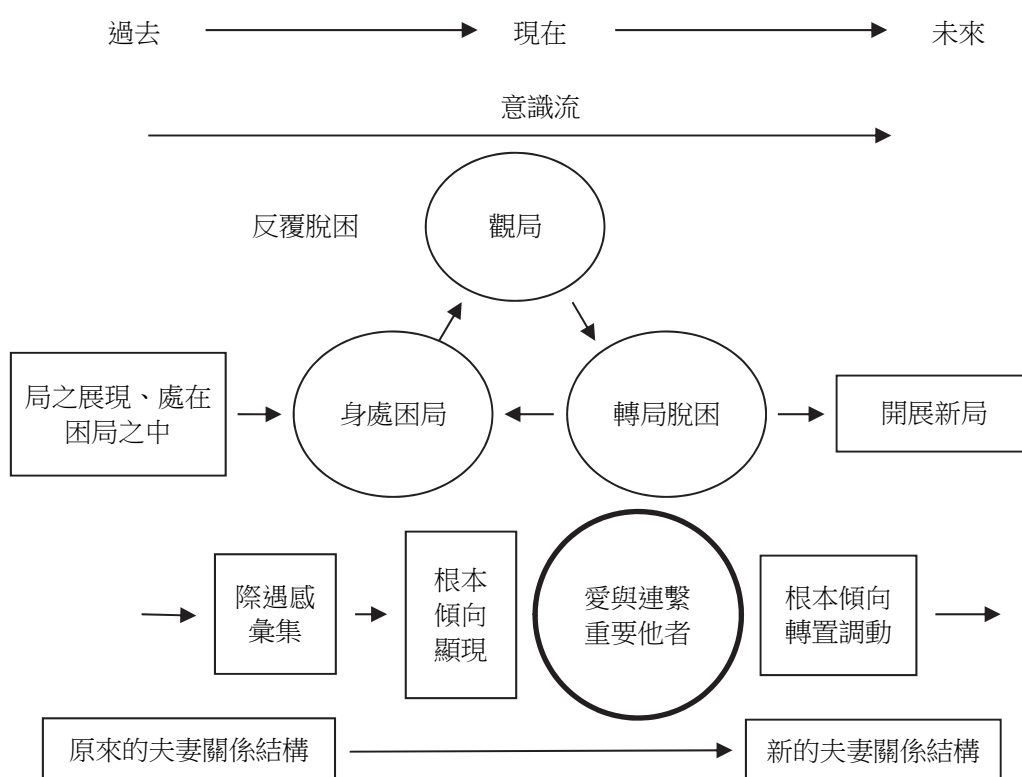 過去
現在
未來
意識流
反覆脫困
觀局
局之展現、處在
困局之中
身處困局
轉局脫困
開展新局
際遇感
彙集
根本
傾向
顯現
愛與連繫
重要他者
根本傾向
轉置調動
原來的夫妻關係結構
新的夫妻關係結構